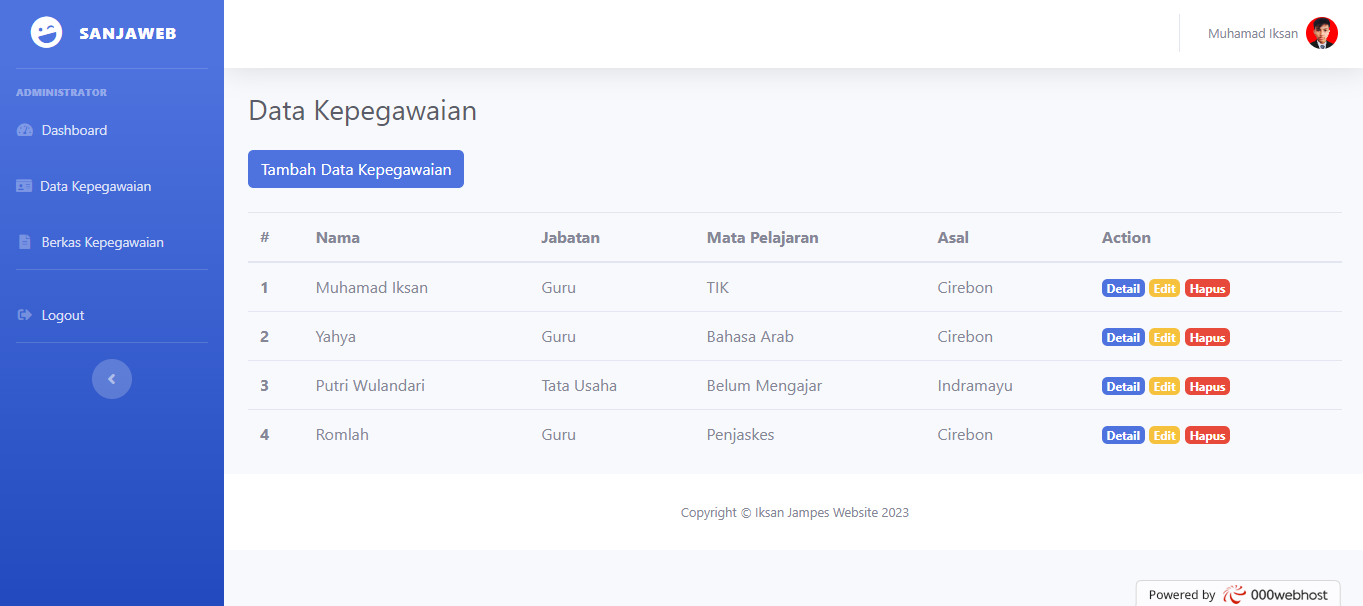 SANJAWEB
Muhamad Iksan
ADMINISTRATOR
Dashboard
Data Kepegawaian
Berkas Kepegawaian
Logout
Data Kepegawaian
Tambah Data Kepegawaian
# Nama Jabatan Mata Pelajaran Asal Action
1 Muhamad Iksan Guru TIK Cirebon Detail Edit Hapus
2 Yahya Guru Bahasa Arab Cirebon Detail Edit Hapus
3 Putri Wulandari Tata Usaha Belum Mengajar Indramayu Detail Edit Hapus
4 Romlah Guru Penjaskes Cirebon Detail Edit Hapus
Copyright © Iksan Jampes Website 2023
Powered by 000webhost